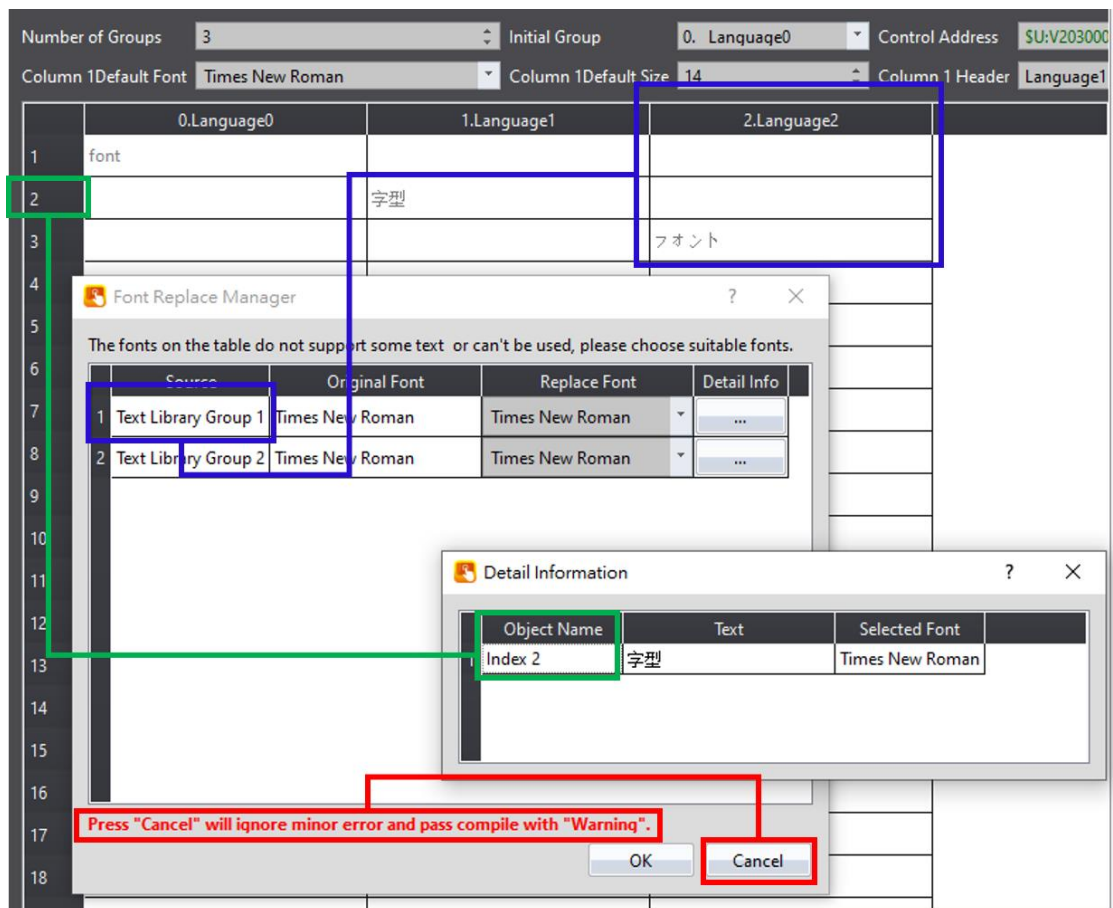 Number of Groups 3 Initial Group 0. Language0 Control Address $U:V203000
Column 1Default Font Times New Roman Column 1Default Size 14 Column 1 Header Language1
0.Language0 1.Language1 2.Language2
1 font
2 字型
3 フォント
4
Font Replace Manager ? ×
5
The fonts on the table do not support some text or can't be used, please choose suitable fonts.
6
Source Original Font Replace Font Detail Info
7
1 Text Library Group 1 Times New Roman Times New Roman ...
8
2 Text Library Group 2 Times New Roman Times New Roman ...
9
10
11
Detail Information ? ×
12
Object Name Text Selected Font
13
1 Index 2 字型 Times New Roman
14
15
16
Press "Cancel" will ignore minor error and pass compile with "Warning".
17
OK Cancel
18